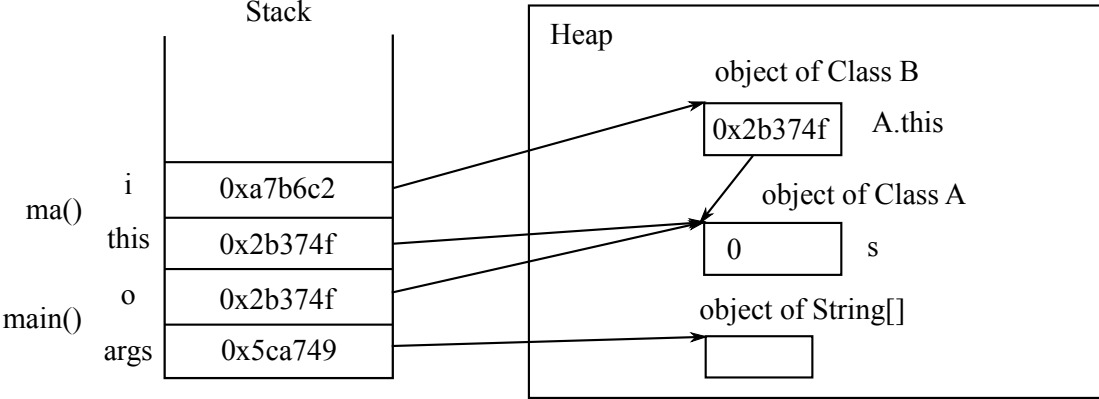 Stack
Heap
object of Class B
0x2b374f A.this
i 0xa7b6c2
ma()
object of Class A
this 0x2b374f
0 s
o 0x2b374f
main()
object of String[]
args 0x5ca749